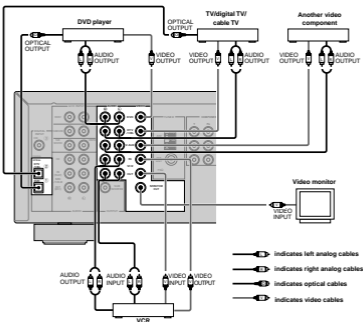 DVD player
OPTICAL
OUTPUT
TV/digital TV/
cable TV
Another video
component
OPTICAL
OUTPUT
AUDIO
OUTPUT
VIDEO
OUTPUT
VIDEO
OUTPUT
AUDIO
OUTPUT
VIDEO
OUTPUT
AUDIO
OUTPUT
Video monitor
VIDEO
INPUT
AUDIO
OUTPUT
AUDIO
INPUT
VIDEO
INPUT
VIDEO
OUTPUT
VCR
indicates left analog cables
indicates right analog cables
indicates optical cables
indicates video cables